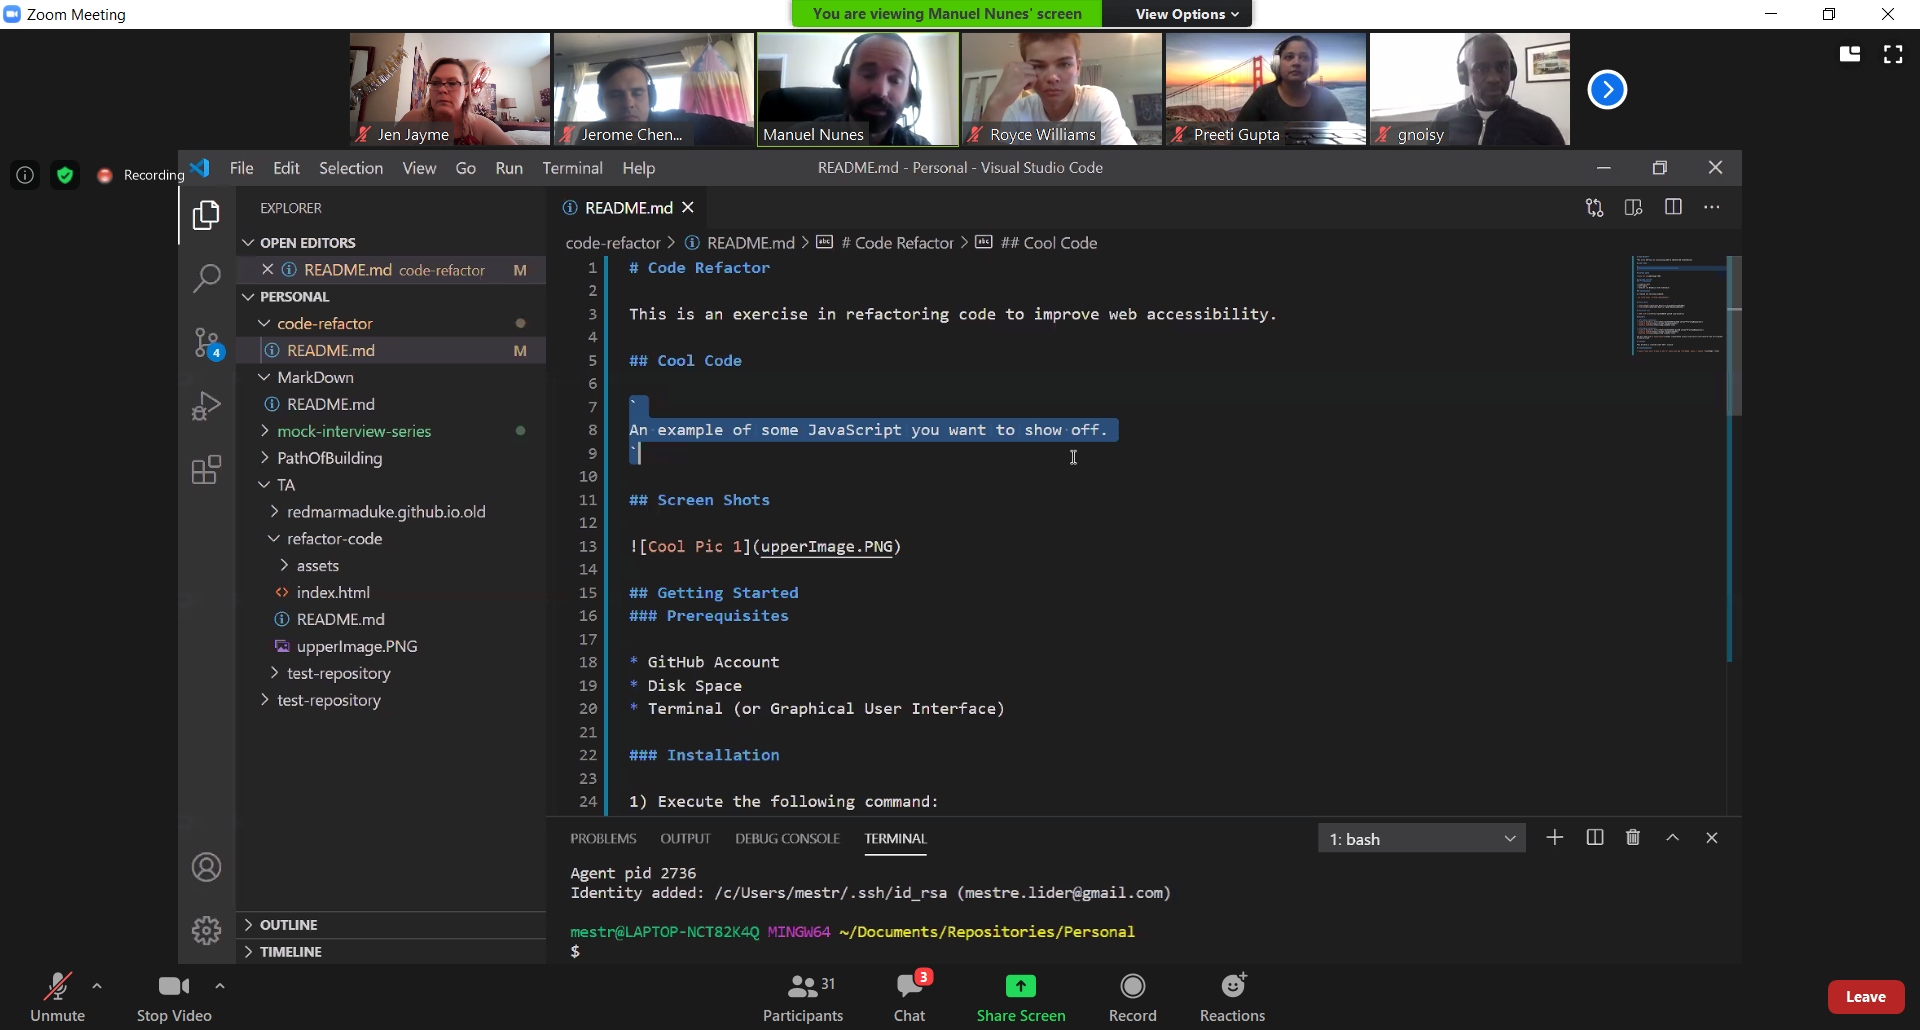 Zoom Meeting
You are viewing Manuel Nunes' screen
View Options
Jen Jayme
Jerome Chen...
Manuel Nunes
Royce Williams
Preeti Gupta
gnoisy
Recording
File Edit Selection View Go Run Terminal Help
README.md - Personal - Visual Studio Code
EXPLORER
OPEN EDITORS
README.md code-refactor M
PERSONAL
code-refactor
README.md M
MarkDown
README.md
mock-interview-series
PathOfBuilding
TA
redmarmaduke.github.io.old
refactor-code
assets
index.html
README.md
upperImage.PNG
test-repository
test-repository
OUTLINE
TIMELINE
4
README.md
code-refactor > README.md > # Code Refactor > ## Cool Code
1 # Code Refactor
2
3 This is an exercise in refactoring code to improve web accessibility.
4
5 ## Cool Code
6
7 `
8 An example of some JavaScript you want to show off.
9 `
10
11 ## Screen Shots
12
13 ![Cool Pic 1](upperImage.PNG)
14
15 ## Getting Started
16 ### Prerequisites
17
18 * GitHub Account
19 * Disk Space
20 * Terminal (or Graphical User Interface)
21
22 ### Installation
23
24 1) Execute the following command:
PROBLEMS OUTPUT DEBUG CONSOLE TERMINAL
1: bash
Agent pid 2736
Identity added: /c/Users/mestr/.ssh/id_rsa (mestre.lider@gmail.com)
mestr@LAPTOP-NCT82K4Q MINGW64 ~/Documents/Repositories/Personal
$
Unmute
Stop Video
31
Participants
3
Chat
Share Screen
Record
Reactions
Leave